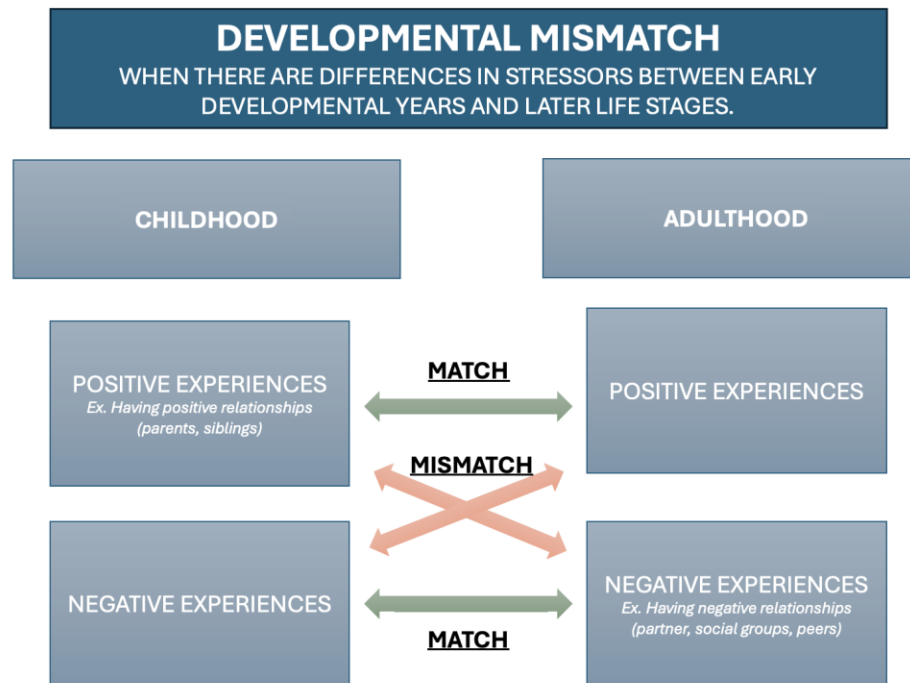 DEVELOPMENTAL MISMATCH
WHEN THERE ARE DIFFERENCES IN STRESSORS BETWEEN EARLY
DEVELOPMENTAL YEARS AND LATER LIFE STAGES.
CHILDHOOD
ADULTHOOD
POSITIVE EXPERIENCES
Ex. Having positive relationships
(parents, siblings)
MATCH
POSITIVE EXPERIENCES
MISMATCH
NEGATIVE EXPERIENCES
MATCH
NEGATIVE EXPERIENCES
Ex. Having negative relationships
(partner, social groups, peers)